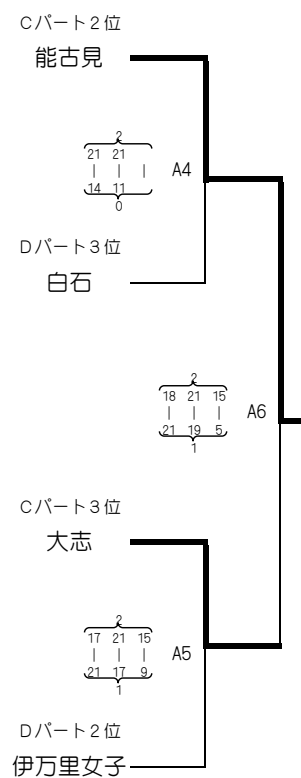 Cパート2位
能古見
2
21 21
| | |
14 11
0
A4
Dパート3位
白石
2
18 21 15
| | |
21 19 5
1
A6
Cパート3位
大志
2
17 21 15
| | |
21 17 9
1
A5
Dパート2位
伊万里女子